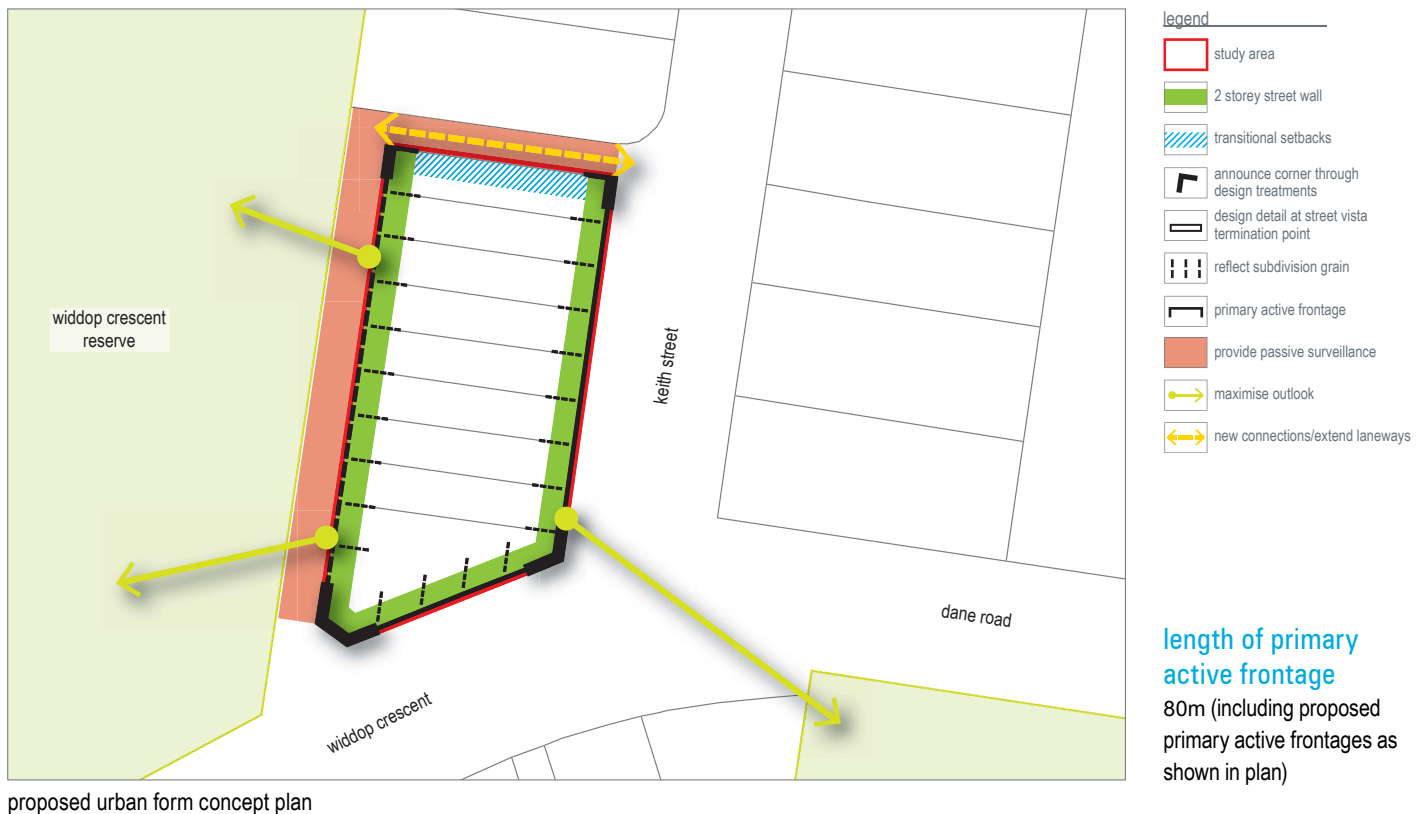 widdop crescent
reserve
keith street
dane road
widdop crescent
proposed urban form concept plan
legend
study area
2 storey street wall
transitional setbacks
announce corner through
design treatments
design detail at street vista
termination point
reflect subdivision grain
primary active frontage
provide passive surveillance
maximise outlook
new connections/extend laneways
length of primary
active frontage
80m (including proposed
primary active frontages as
shown in plan)